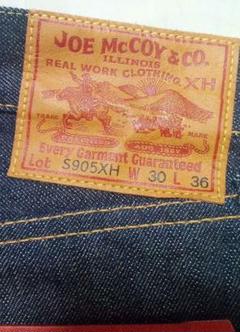 JOE McCOY & CO.
ILLINOIS
REAL WORK CLOTHING XH
TRADE MARK
Every Garment Guaranteed
Lot S905XH W 30 L 36